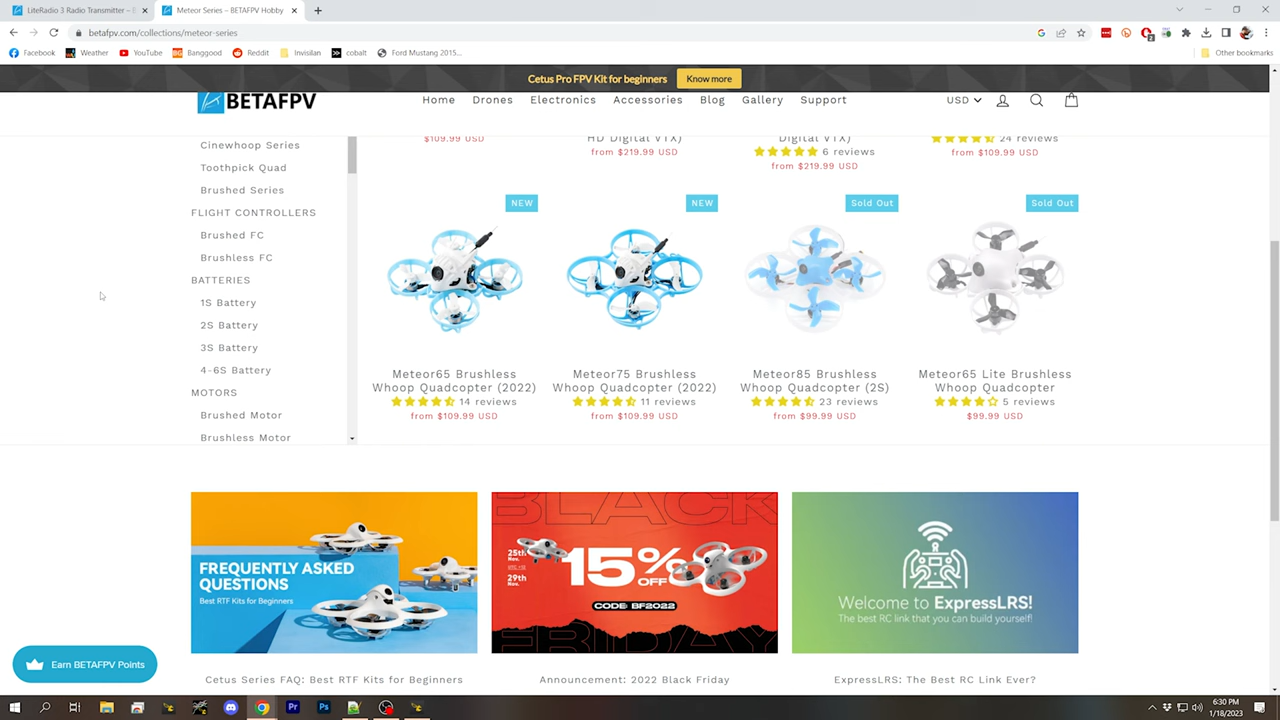 LiteRadio 3 Radio Transmitter – B
Meteor Series – BETAFPV Hobby
betafpv.com/collections/meteor-series
Facebook
Weather
YouTube
Banggood
Reddit
Invisilan
cobalt
Ford Mustang 2015...
Other bookmarks
Cetus Pro FPV Kit for beginners
Know more
BETAFPV
Home
Drones
Electronics
Accessories
Blog
Gallery
Support
USD
Cinewhoop Series
Toothpick Quad
Brushed Series
FLIGHT CONTROLLERS
Brushed FC
Brushless FC
BATTERIES
1S Battery
2S Battery
3S Battery
4-6S Battery
MOTORS
Brushed Motor
Brushless Motor
$109.99 USD
HD Digital VTX)
from $219.99 USD
Digital VTX)
6 reviews
from $219.99 USD
24 reviews
from $109.99 USD
NEW
Meteor65 Brushless
Whoop Quadcopter (2022)
14 reviews
from $109.99 USD
NEW
Meteor75 Brushless
Whoop Quadcopter (2022)
11 reviews
from $109.99 USD
Sold Out
Meteor85 Brushless
Whoop Quadcopter (2S)
23 reviews
from $99.99 USD
Sold Out
Meteor65 Lite Brushless
Whoop Quadcopter
5 reviews
$99.99 USD
FREQUENTLY ASKED
QUESTIONS
Best RTF Kits for Beginners
Cetus Series FAQ: Best RTF Kits for Beginners
BLACK
25th
Nov.
29th
Nov.
15% OFF
CODE: BF2022
FRIDAY
Announcement: 2022 Black Friday
Welcome to ExpressLRS!
The best RC link that you can build yourself!
ExpressLRS: The Best RC Link Ever?
Earn BETAFPV Points
6:30 PM
1/18/2023